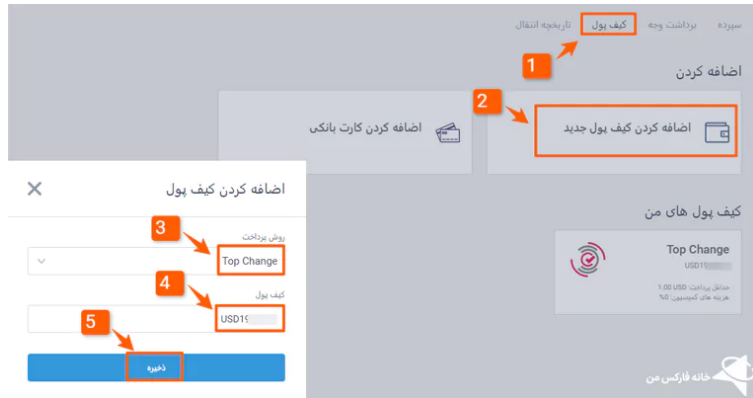 سپرده برداشت وجه کیف پول تاریخچه انتقال
1
اضافه کردن
2
اضافه کردن کیف پول جدید
اضافه کردن کارت بانکی
کیف پول های من
Top Change
USD19
حداقل پرداخت: 1.00 USD
هزینه های کمیسیون: 0%
اضافه کردن کیف پول
3
روش پرداخت
Top Change
4
کیف پول
USD19
5
ذخیره
خانه فارکس من